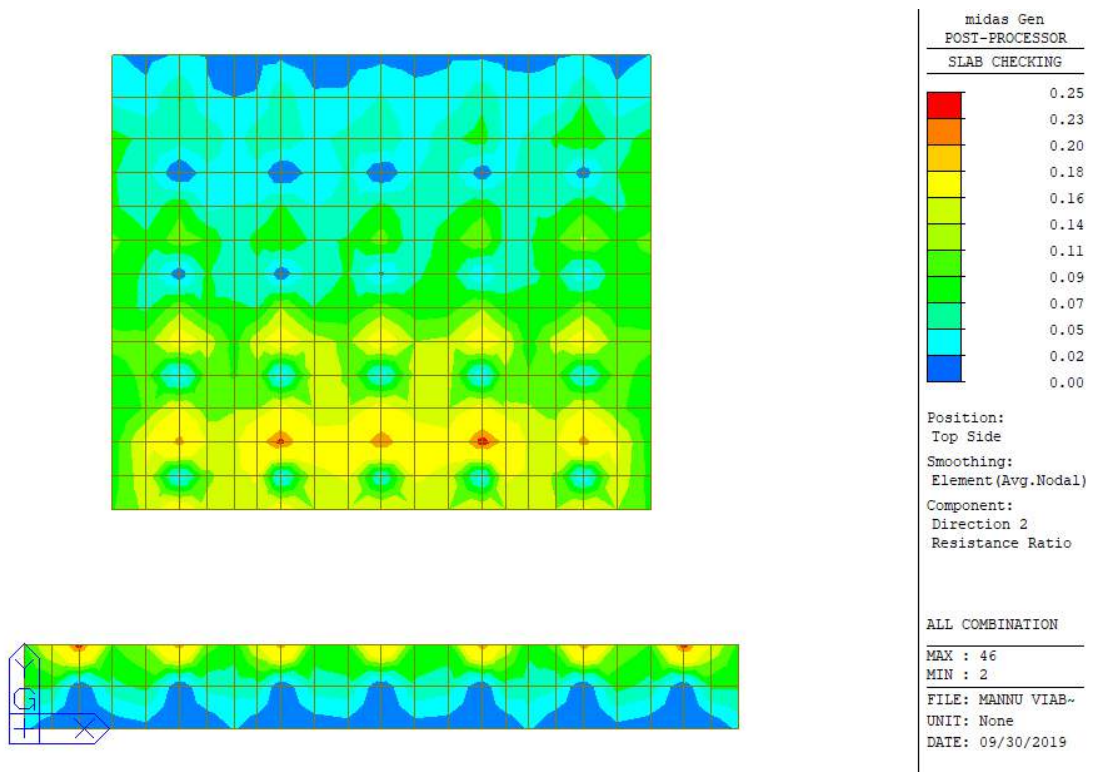 midas Gen
POST-PROCESSOR
SLAB CHECKING
0.25
0.23
0.20
0.18
0.16
0.14
0.11
0.09
0.07
0.05
0.02
0.00
Position:
Top Side
Smoothing:
Element(Avg.Nodal)
Component:
Direction 2
Resistance Ratio
ALL COMBINATION
MAX : 46
MIN : 2
FILE: MANNU VIAB~
UNIT: None
DATE: 09/30/2019
Y
G
X